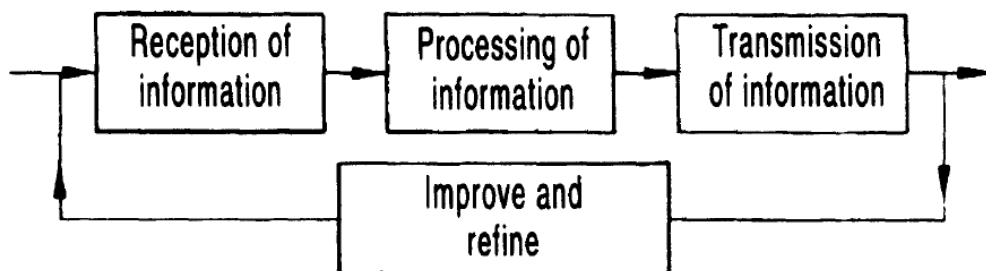 Reception of
information
Processing of
information
Transmission
of information
Improve and
refine